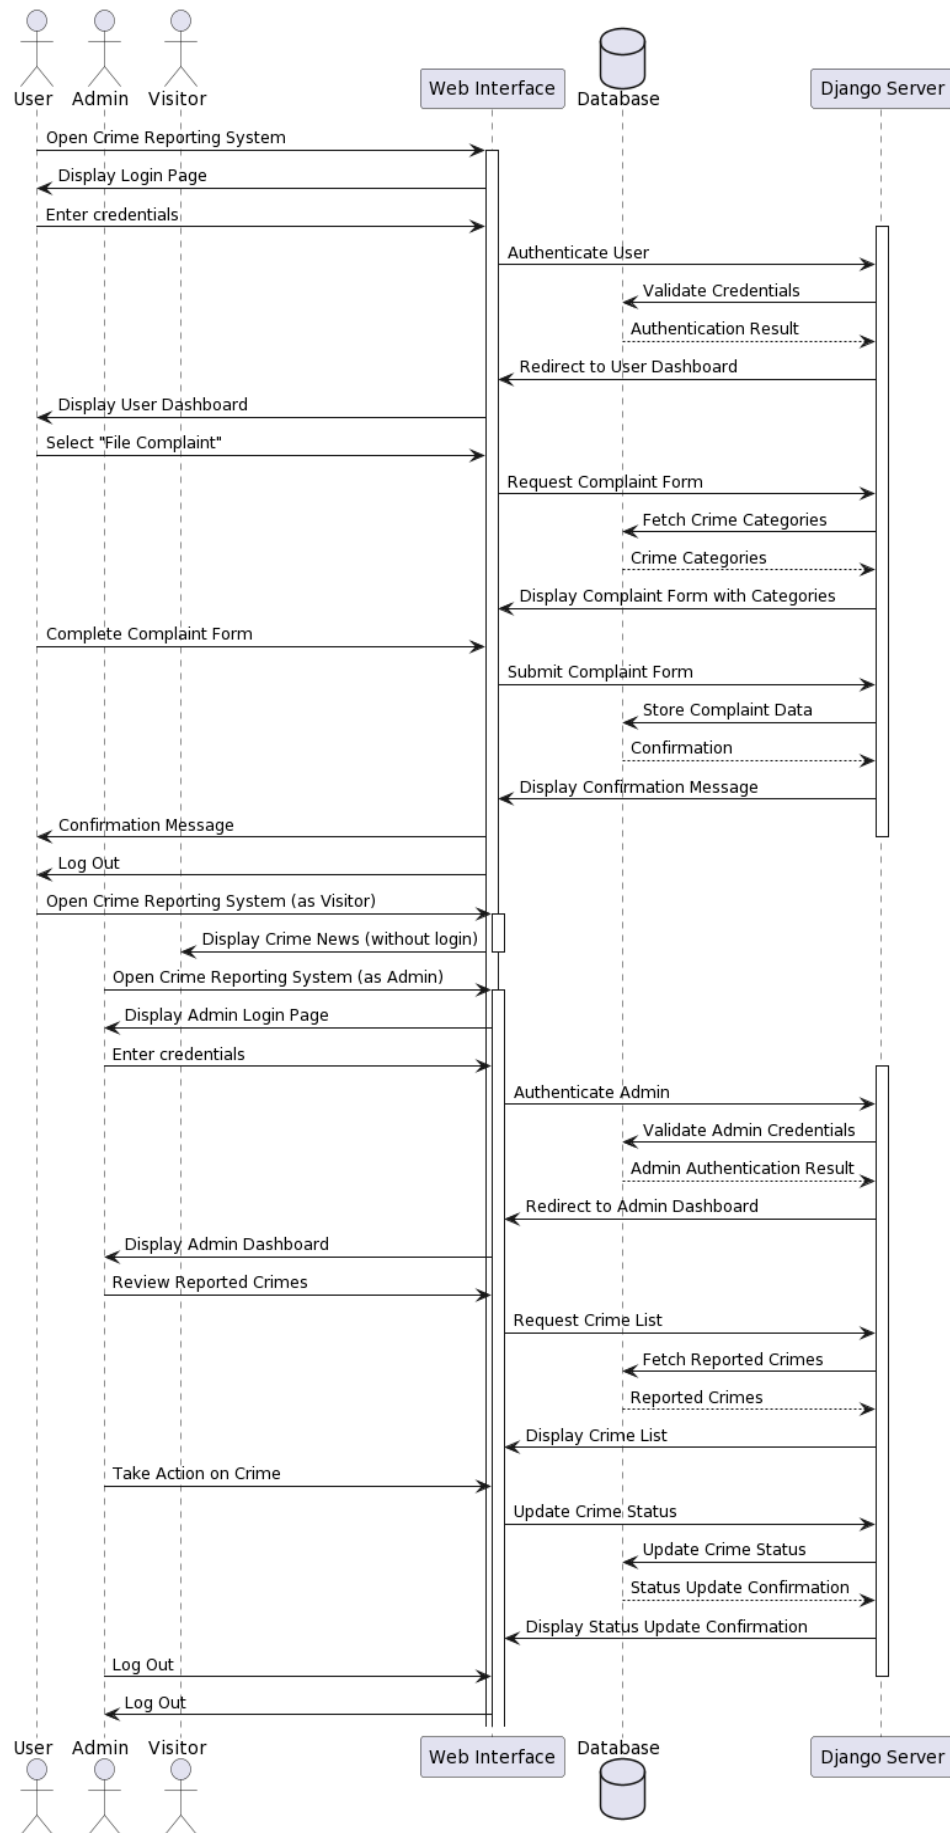 User Admin Visitor Web Interface Database Django Server
Open Crime Reporting System
Display Login Page
Enter credentials
Authenticate User
Validate Credentials
Authentication Result
Redirect to User Dashboard
Display User Dashboard
Select "File Complaint"
Request Complaint Form
Fetch Crime Categories
Crime Categories
Display Complaint Form with Categories
Complete Complaint Form
Submit Complaint Form
Store Complaint Data
Confirmation
Display Confirmation Message
Confirmation Message
Log Out
Open Crime Reporting System (as Visitor)
Display Crime News (without login)
Open Crime Reporting System (as Admin)
Display Admin Login Page
Enter credentials
Authenticate Admin
Validate Admin Credentials
Admin Authentication Result
Redirect to Admin Dashboard
Display Admin Dashboard
Review Reported Crimes
Request Crime List
Fetch Reported Crimes
Reported Crimes
Display Crime List
Take Action on Crime
Update Crime Status
Update Crime Status
Status Update Confirmation
Display Status Update Confirmation
Log Out
Log Out
User Admin Visitor Web Interface Database Django Server